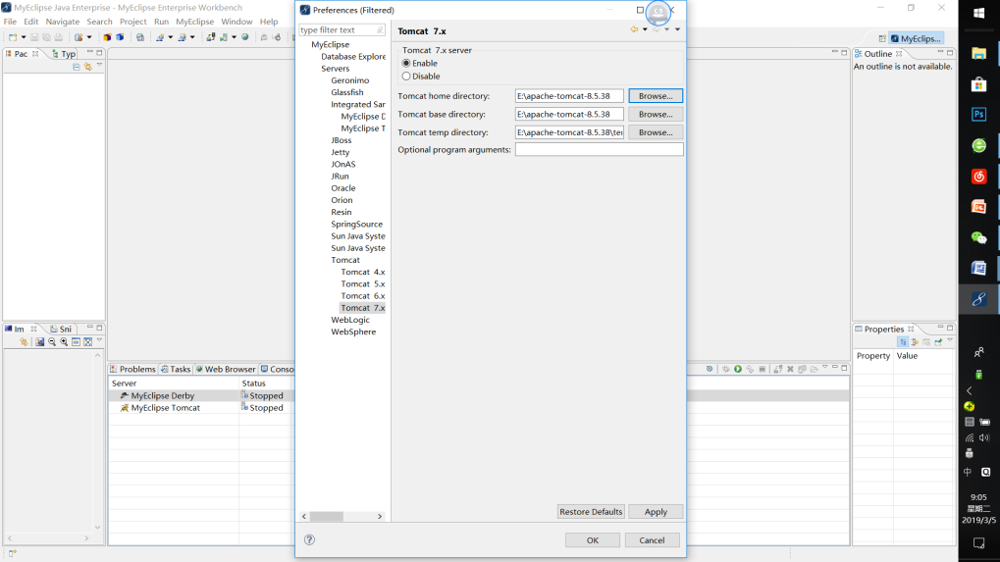 MyEclipse Java Enterprise - MyEclipse Enterprise Workbench
File Edit Navigate Search Project Run MyEclipse Window Help
MyEclips...
Pac
Typ
Outline
An outline is not available.
Im
Sni
Properties
Property Value
Problems Tasks Web Browser Conso
Server Status
MyEclipse Derby Stopped
MyEclipse Tomcat Stopped
Preferences (Filtered)
type filter text
MyEclipse
Database Explore
Servers
Geronimo
Glassfish
Integrated Sar
MyEclipse D
MyEclipse T
JBoss
Jetty
JOnAS
JRun
Oracle
Orion
Resin
SpringSource
Sun Java Syste
Sun Java Syste
Tomcat
Tomcat 4.x
Tomcat 5.x
Tomcat 6.x
Tomcat 7.x
WebLogic
WebSphere
Tomcat 7.x
Tomcat 7.x server
Enable
Disable
Tomcat home directory: E:\apache-tomcat-8.5.38 Browse...
Tomcat base directory: E:\apache-tomcat-8.5.38 Browse...
Tomcat temp directory: E:\apache-tomcat-8.5.38\ter Browse...
Optional program arguments:
Restore Defaults Apply
OK Cancel
Ps
中
9:05
星期二
2019/3/5